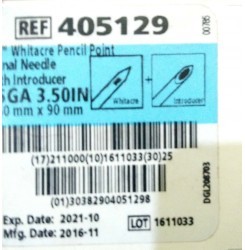 REF 405129
" Whitacre Pencil Point
nal Needle
th Introducer
Whitacre
+
Introducer
5GA 3.50IN
0 mm x 90 mm
(17)211000(10)1611033(30)25
(01)30382904051298
Exp. Date: 2021-10
LOT 1611033
Mfg. Date: 2016-11